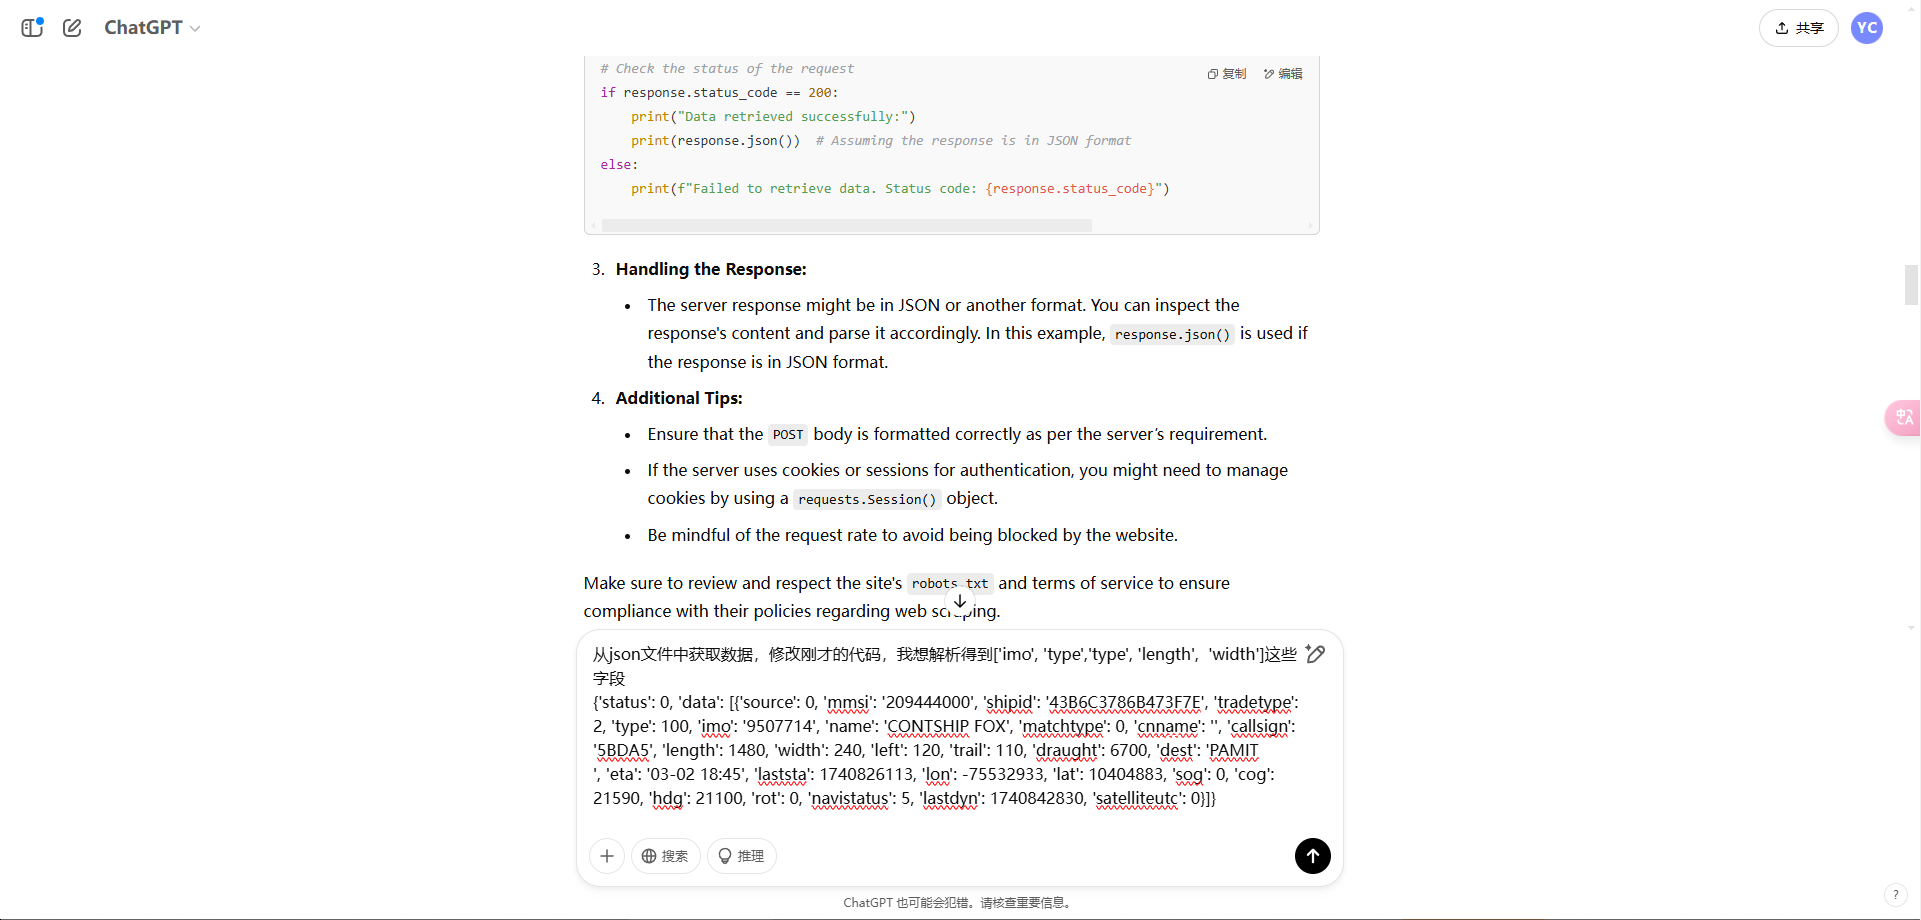 ChatGPT
共享
YC
# Check the status of the request
复制 编辑
if response.status_code == 200:
print("Data retrieved successfully:")
print(response.json())  # Assuming the response is in JSON format
else:
print(f"Failed to retrieve data. Status code: {response.status_code}")
3. Handling the Response:
• The server response might be in JSON or another format. You can inspect the
response's content and parse it accordingly. In this example, response.json() is used if
the response is in JSON format.
4. Additional Tips:
• Ensure that the POST body is formatted correctly as per the server’s requirement.
• If the server uses cookies or sessions for authentication, you might need to manage
cookies by using a requests.Session() object.
• Be mindful of the request rate to avoid being blocked by the website.
Make sure to review and respect the site's robots.txt and terms of service to ensure
compliance with their policies regarding web scraping.
从json文件中获取数据，修改刚才的代码，我想解析得到['imo', 'type','type', 'length', 'width']这些
字段
{'status': 0, 'data': [{'source': 0, 'mmsi': '209444000', 'shipid': '43B6C3786B473F7E', 'tradetype':
2, 'type': 100, 'imo': '9507714', 'name': 'CONTSHIP FOX', 'matchtype': 0, 'cnname': '', 'callsign':
'5BDA5', 'length': 1480, 'width': 240, 'left': 120, 'trail': 110, 'draught': 6700, 'dest': 'PAMIT
', 'eta': '03-02 18:45', 'laststa': 1740826113, 'lon': -75532933, 'lat': 10404883, 'sog': 0, 'cog':
21590, 'hdg': 21100, 'rot': 0, 'navistatus': 5, 'lastdyn': 1740842830, 'satelliteutc': 0}]}
搜索 推理
ChatGPT 也可能会犯错。请核查重要信息。
?
中A